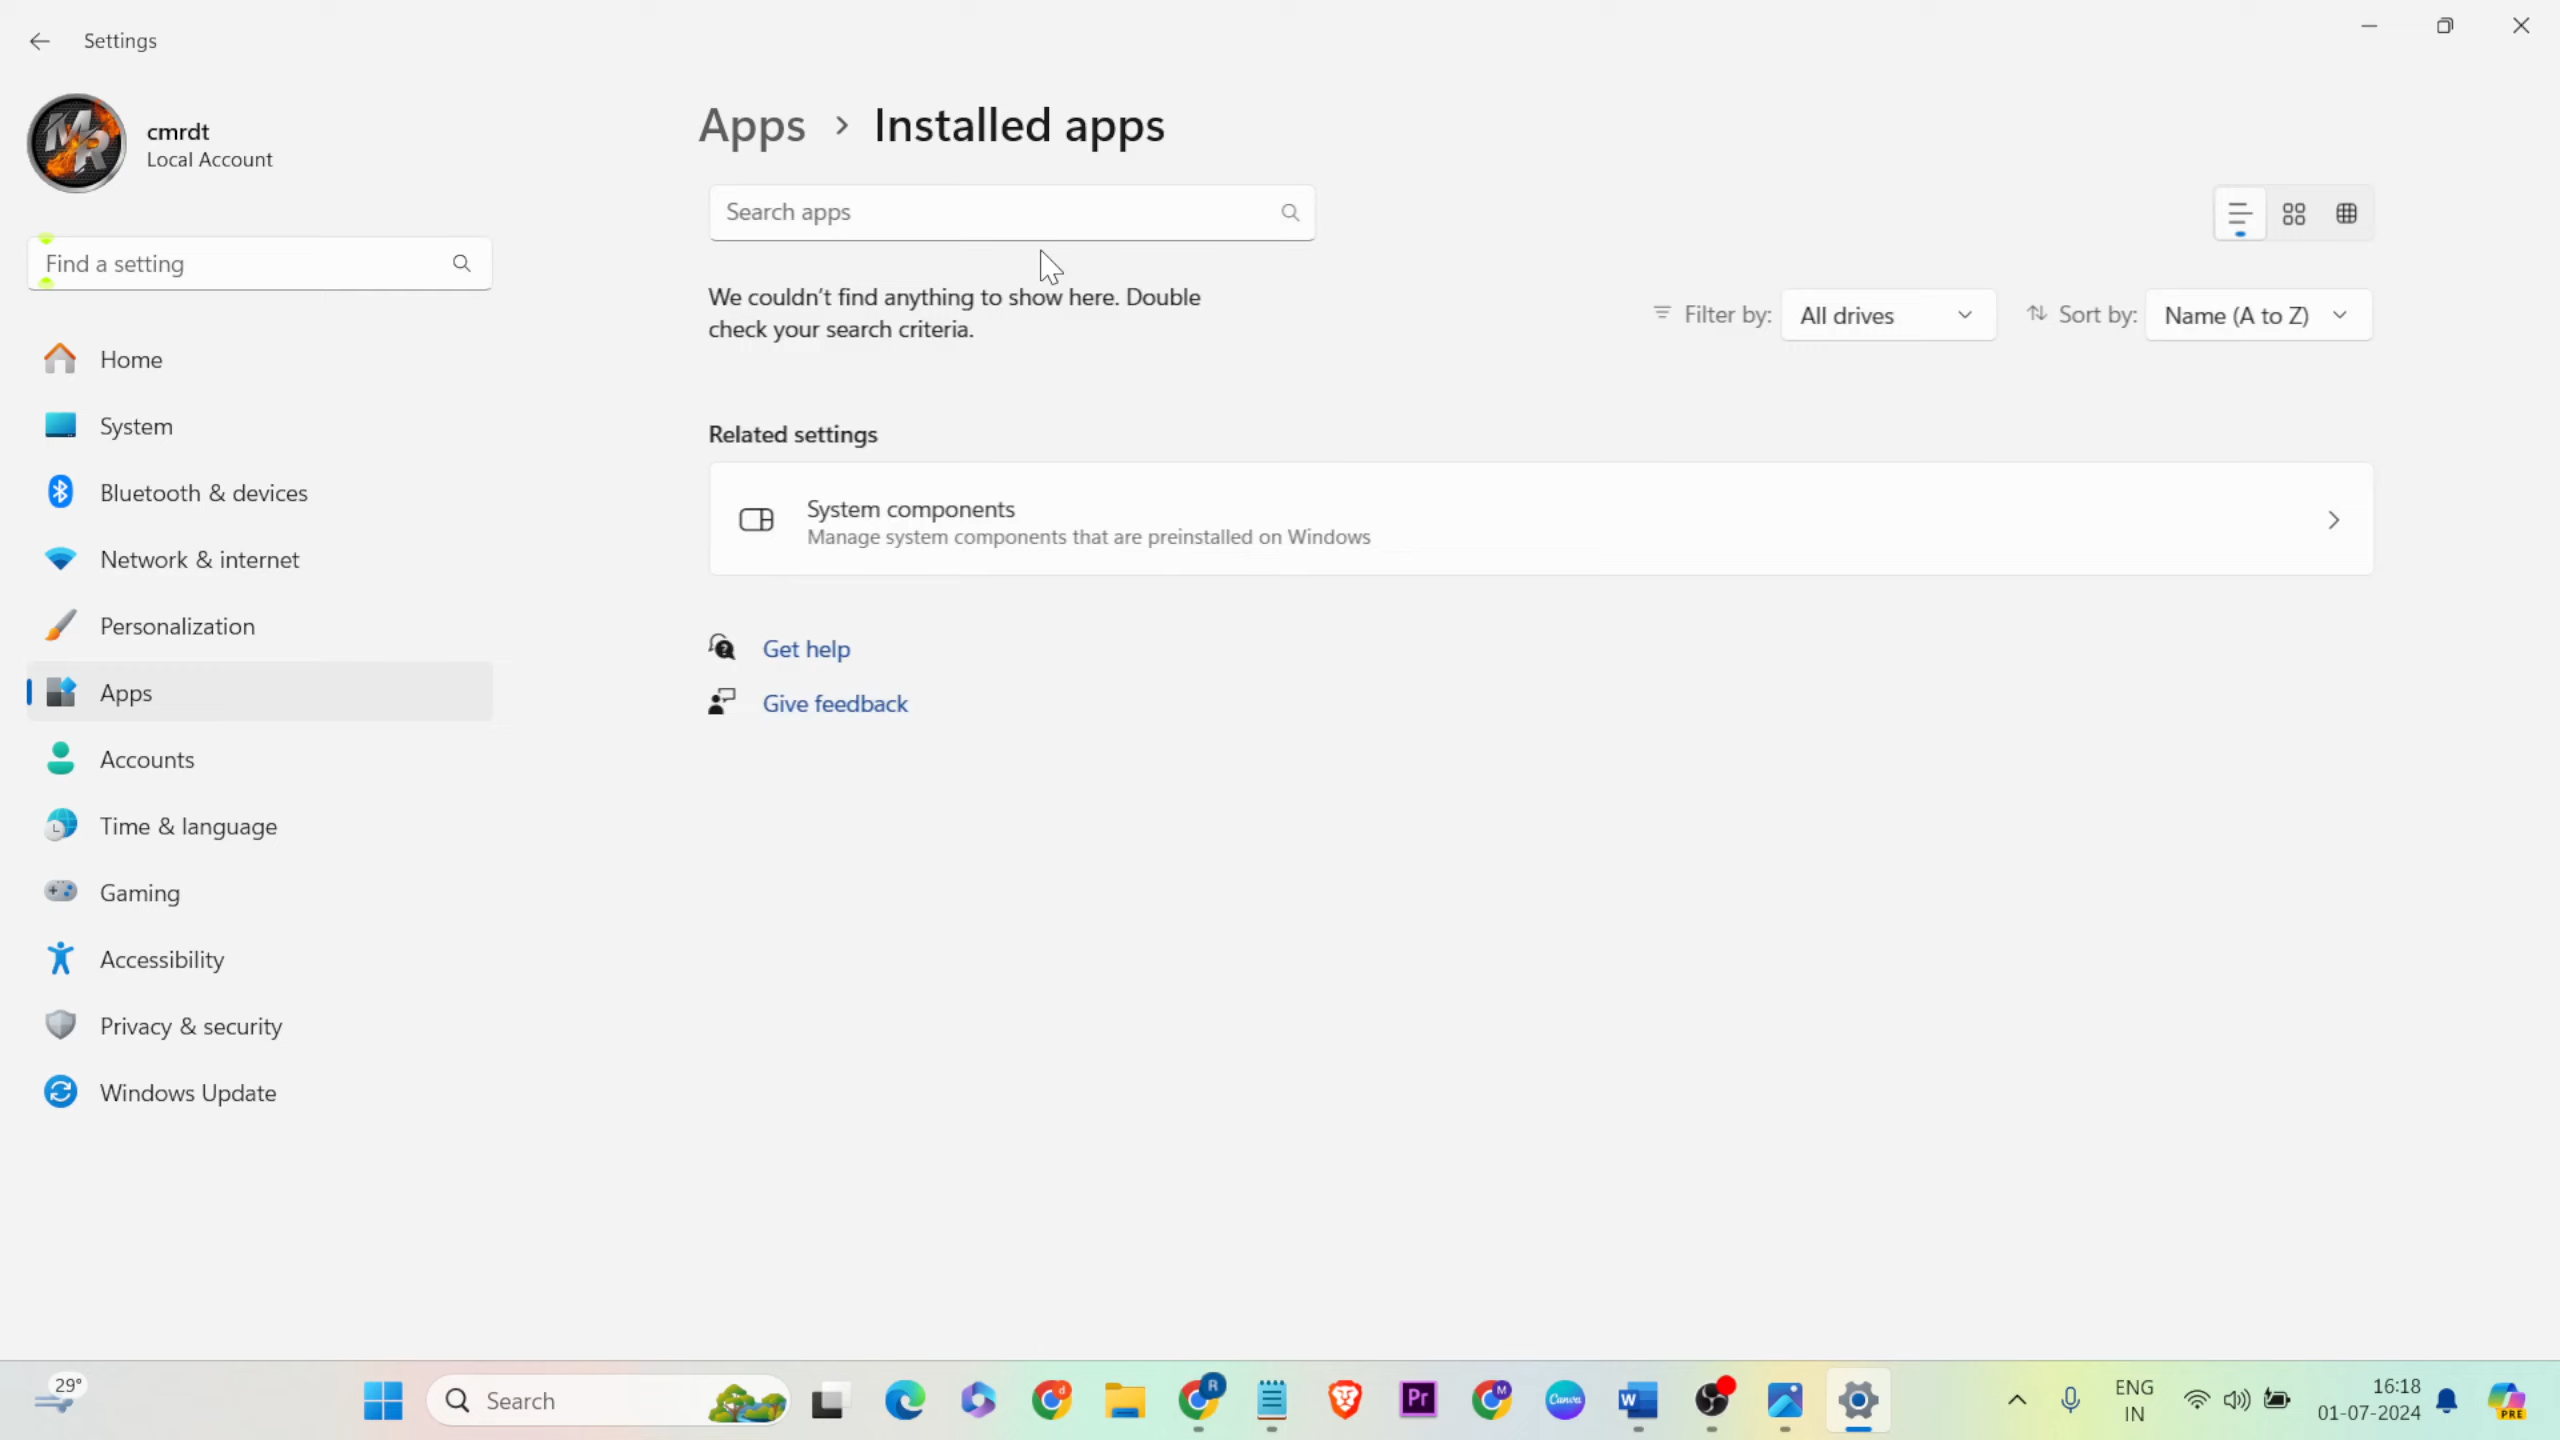 Settings
cmrdt
Local Account
Find a setting
Home
System
Bluetooth & devices
Network & internet
Personalization
Apps
Accounts
Time & language
Gaming
Accessibility
Privacy & security
Windows Update
Apps > Installed apps
Search apps
We couldn't find anything to show here. Double
check your search criteria.
Filter by: All drives
Sort by: Name (A to Z)
Related settings
System components
Manage system components that are preinstalled on Windows
Get help
Give feedback
29°
Search
d
R
Pr
M
Canva
W
ENG
IN
16:18
01-07-2024
PRE